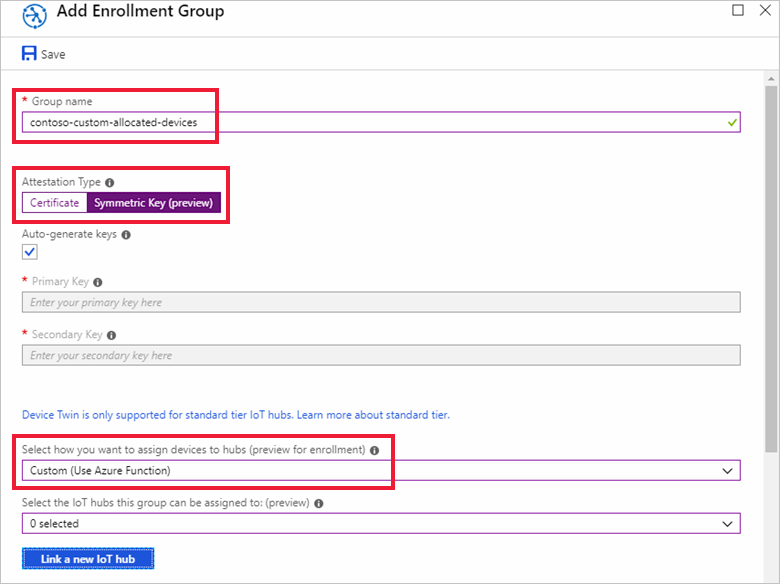 Add Enrollment Group
Save
* Group name
contoso-custom-allocated-devices
Attestation Type
Certificate Symmetric Key (preview)
Auto-generate keys
* Primary Key
Enter your primary key here
* Secondary Key
Enter your secondary key here
Device Twin is only supported for standard tier IoT hubs. Learn more about standard tier.
Select how you want to assign devices to hubs (preview for enrollment)
Custom (Use Azure Function)
Select the IoT hubs this group can be assigned to: (preview)
0 selected
Link a new IoT hub